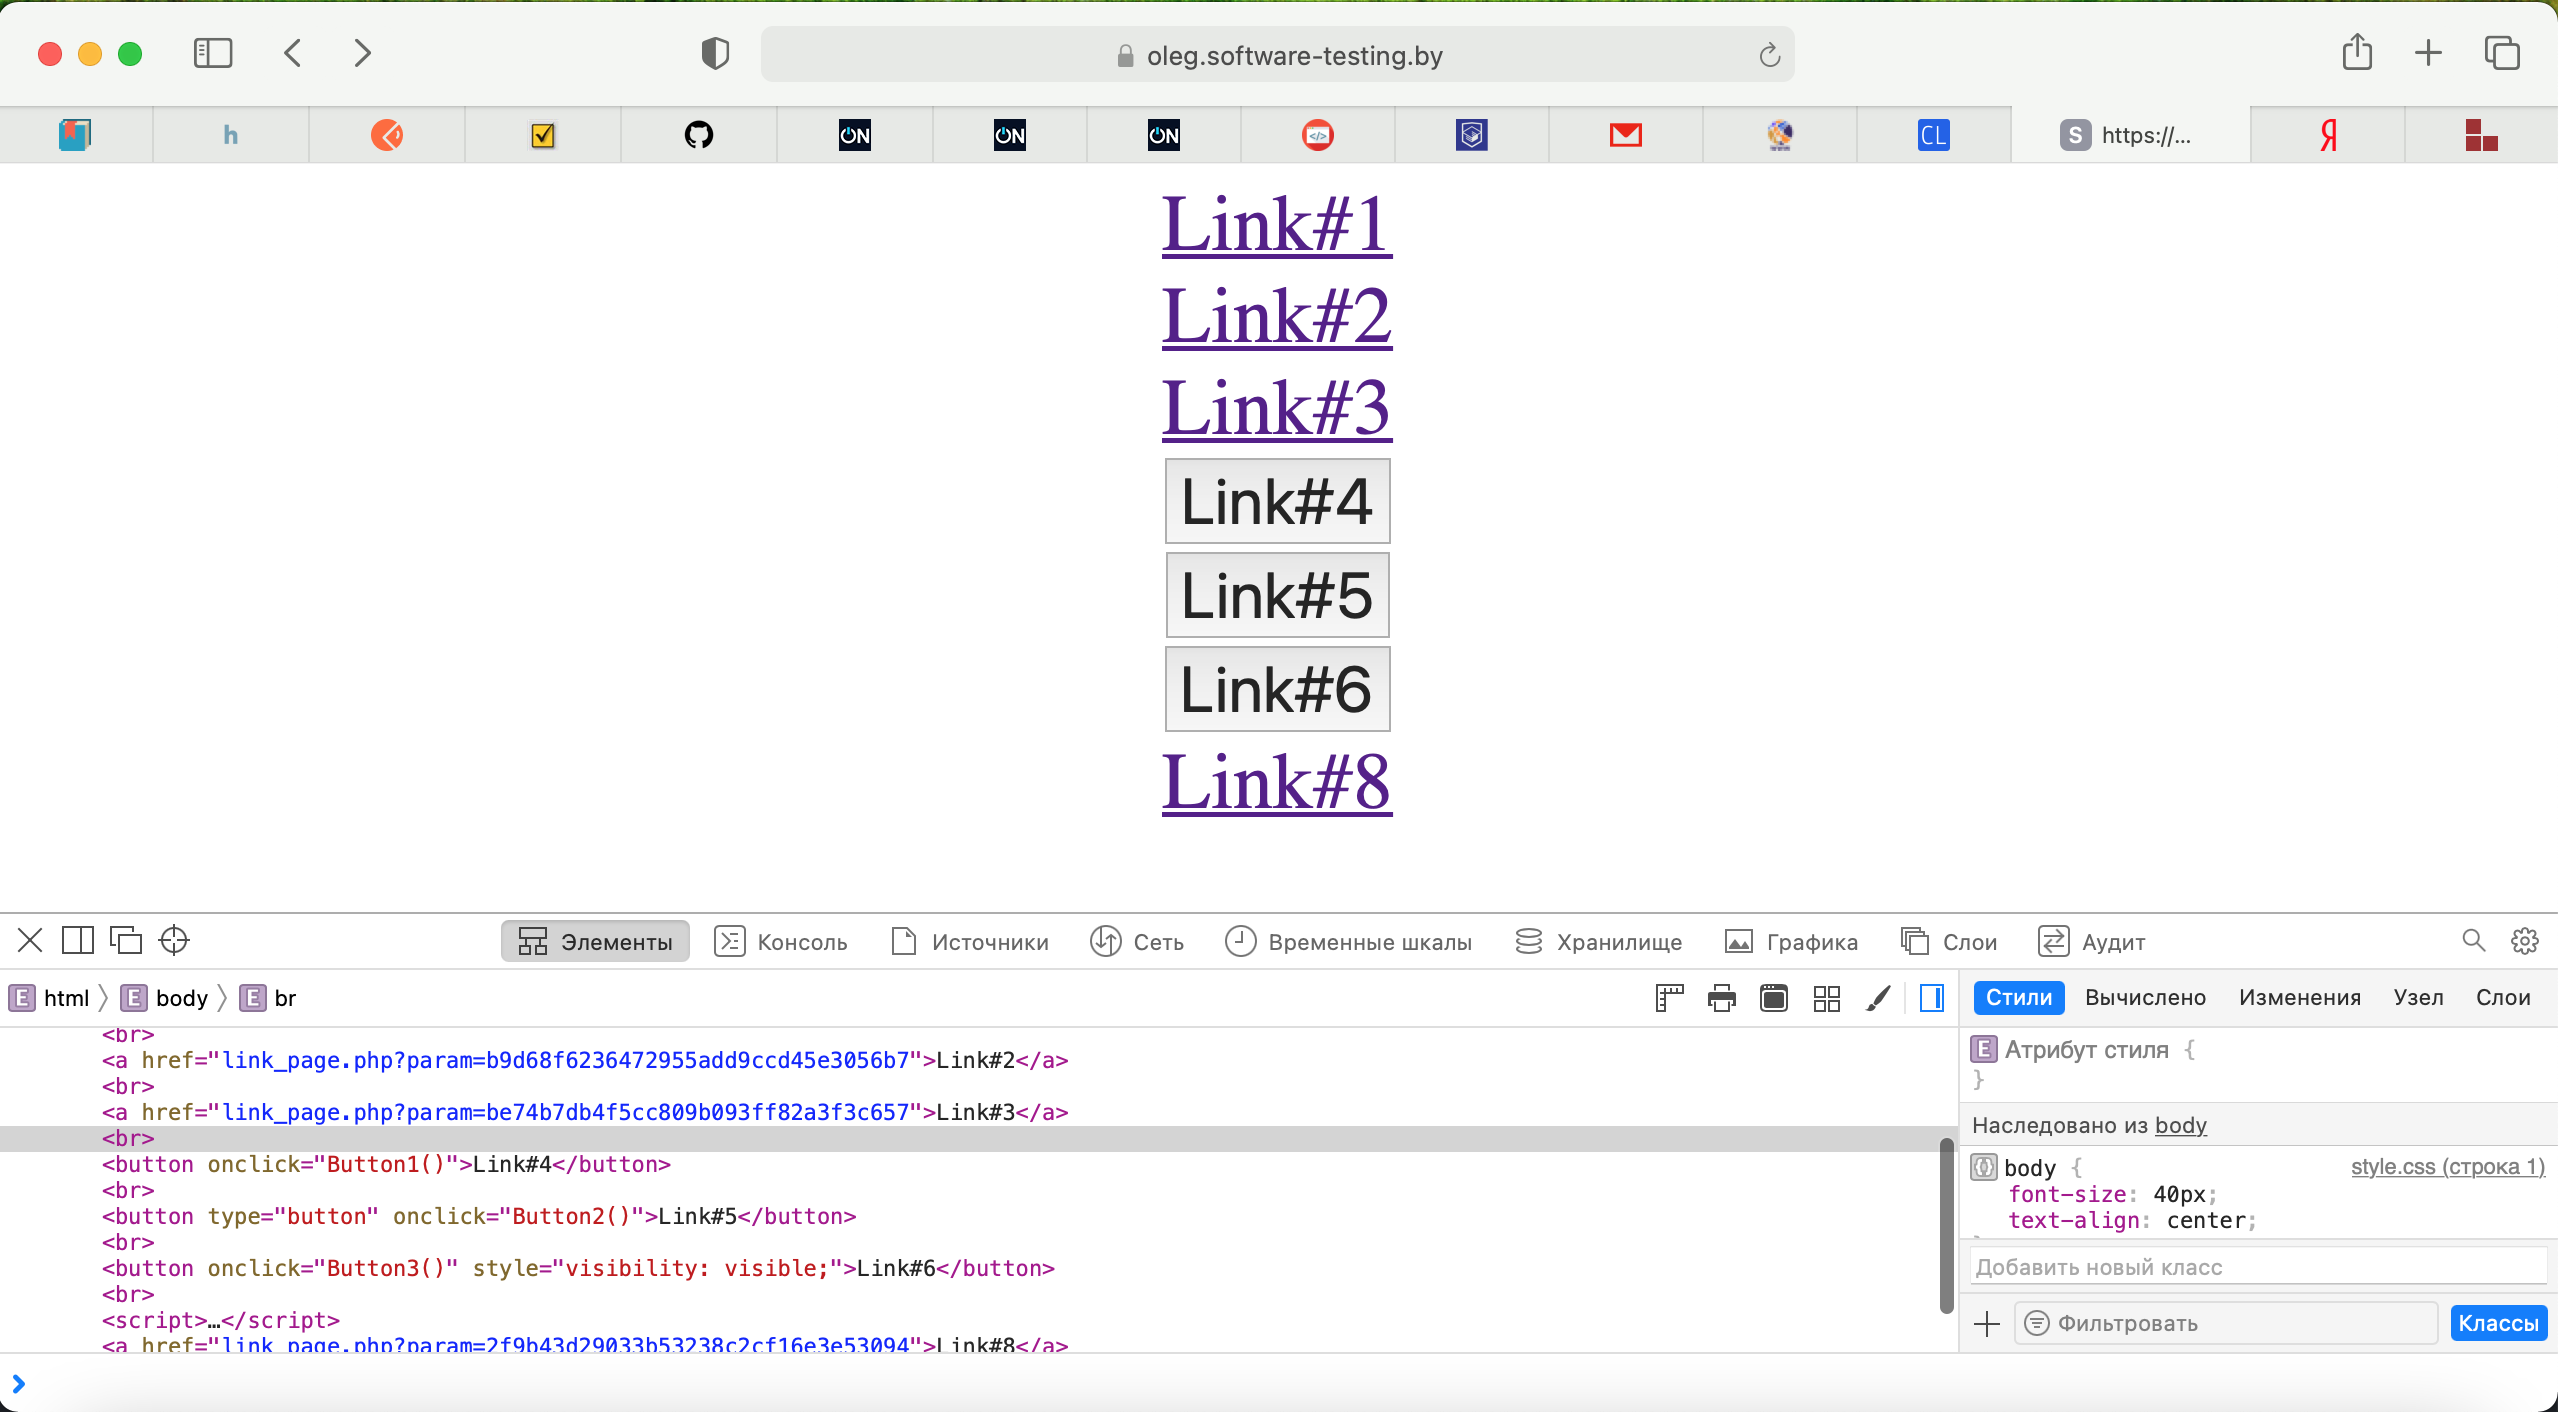 oleg.software-testing.by
h
ON
ON
ON
CL
S https://...
Я
Link#1
Link#2
Link#3
Link#4
Link#5
Link#6
Link#8
Элементы Консоль Источники Сеть Временные шкалы Хранилище Графика Слои Аудит
E html E body E br
Стили Вычислено Изменения Узел Слои
<br>
<a href="link_page.php?param=b9d68f6236472955add9ccd45e3056b7">Link#2</a>
<br>
<a href="link_page.php?param=be74b7db4f5cc809b093ff82a3f3c657">Link#3</a>
<br>
<button onclick="Button1()">Link#4</button>
<br>
<button type="button" onclick="Button2()">Link#5</button>
<br>
<button onclick="Button3()" style="visibility: visible;">Link#6</button>
<br>
<script>…</script>
<a href="link_page.php?param=2f9b43d29033b53238c2cf16e3e53094">Link#8</a>
E Атрибут стиля {
}
Наследовано из body
body { style.css (строка 1)
font-size: 40px;
text-align: center;
}
Добавить новый класс
Фильтровать Классы